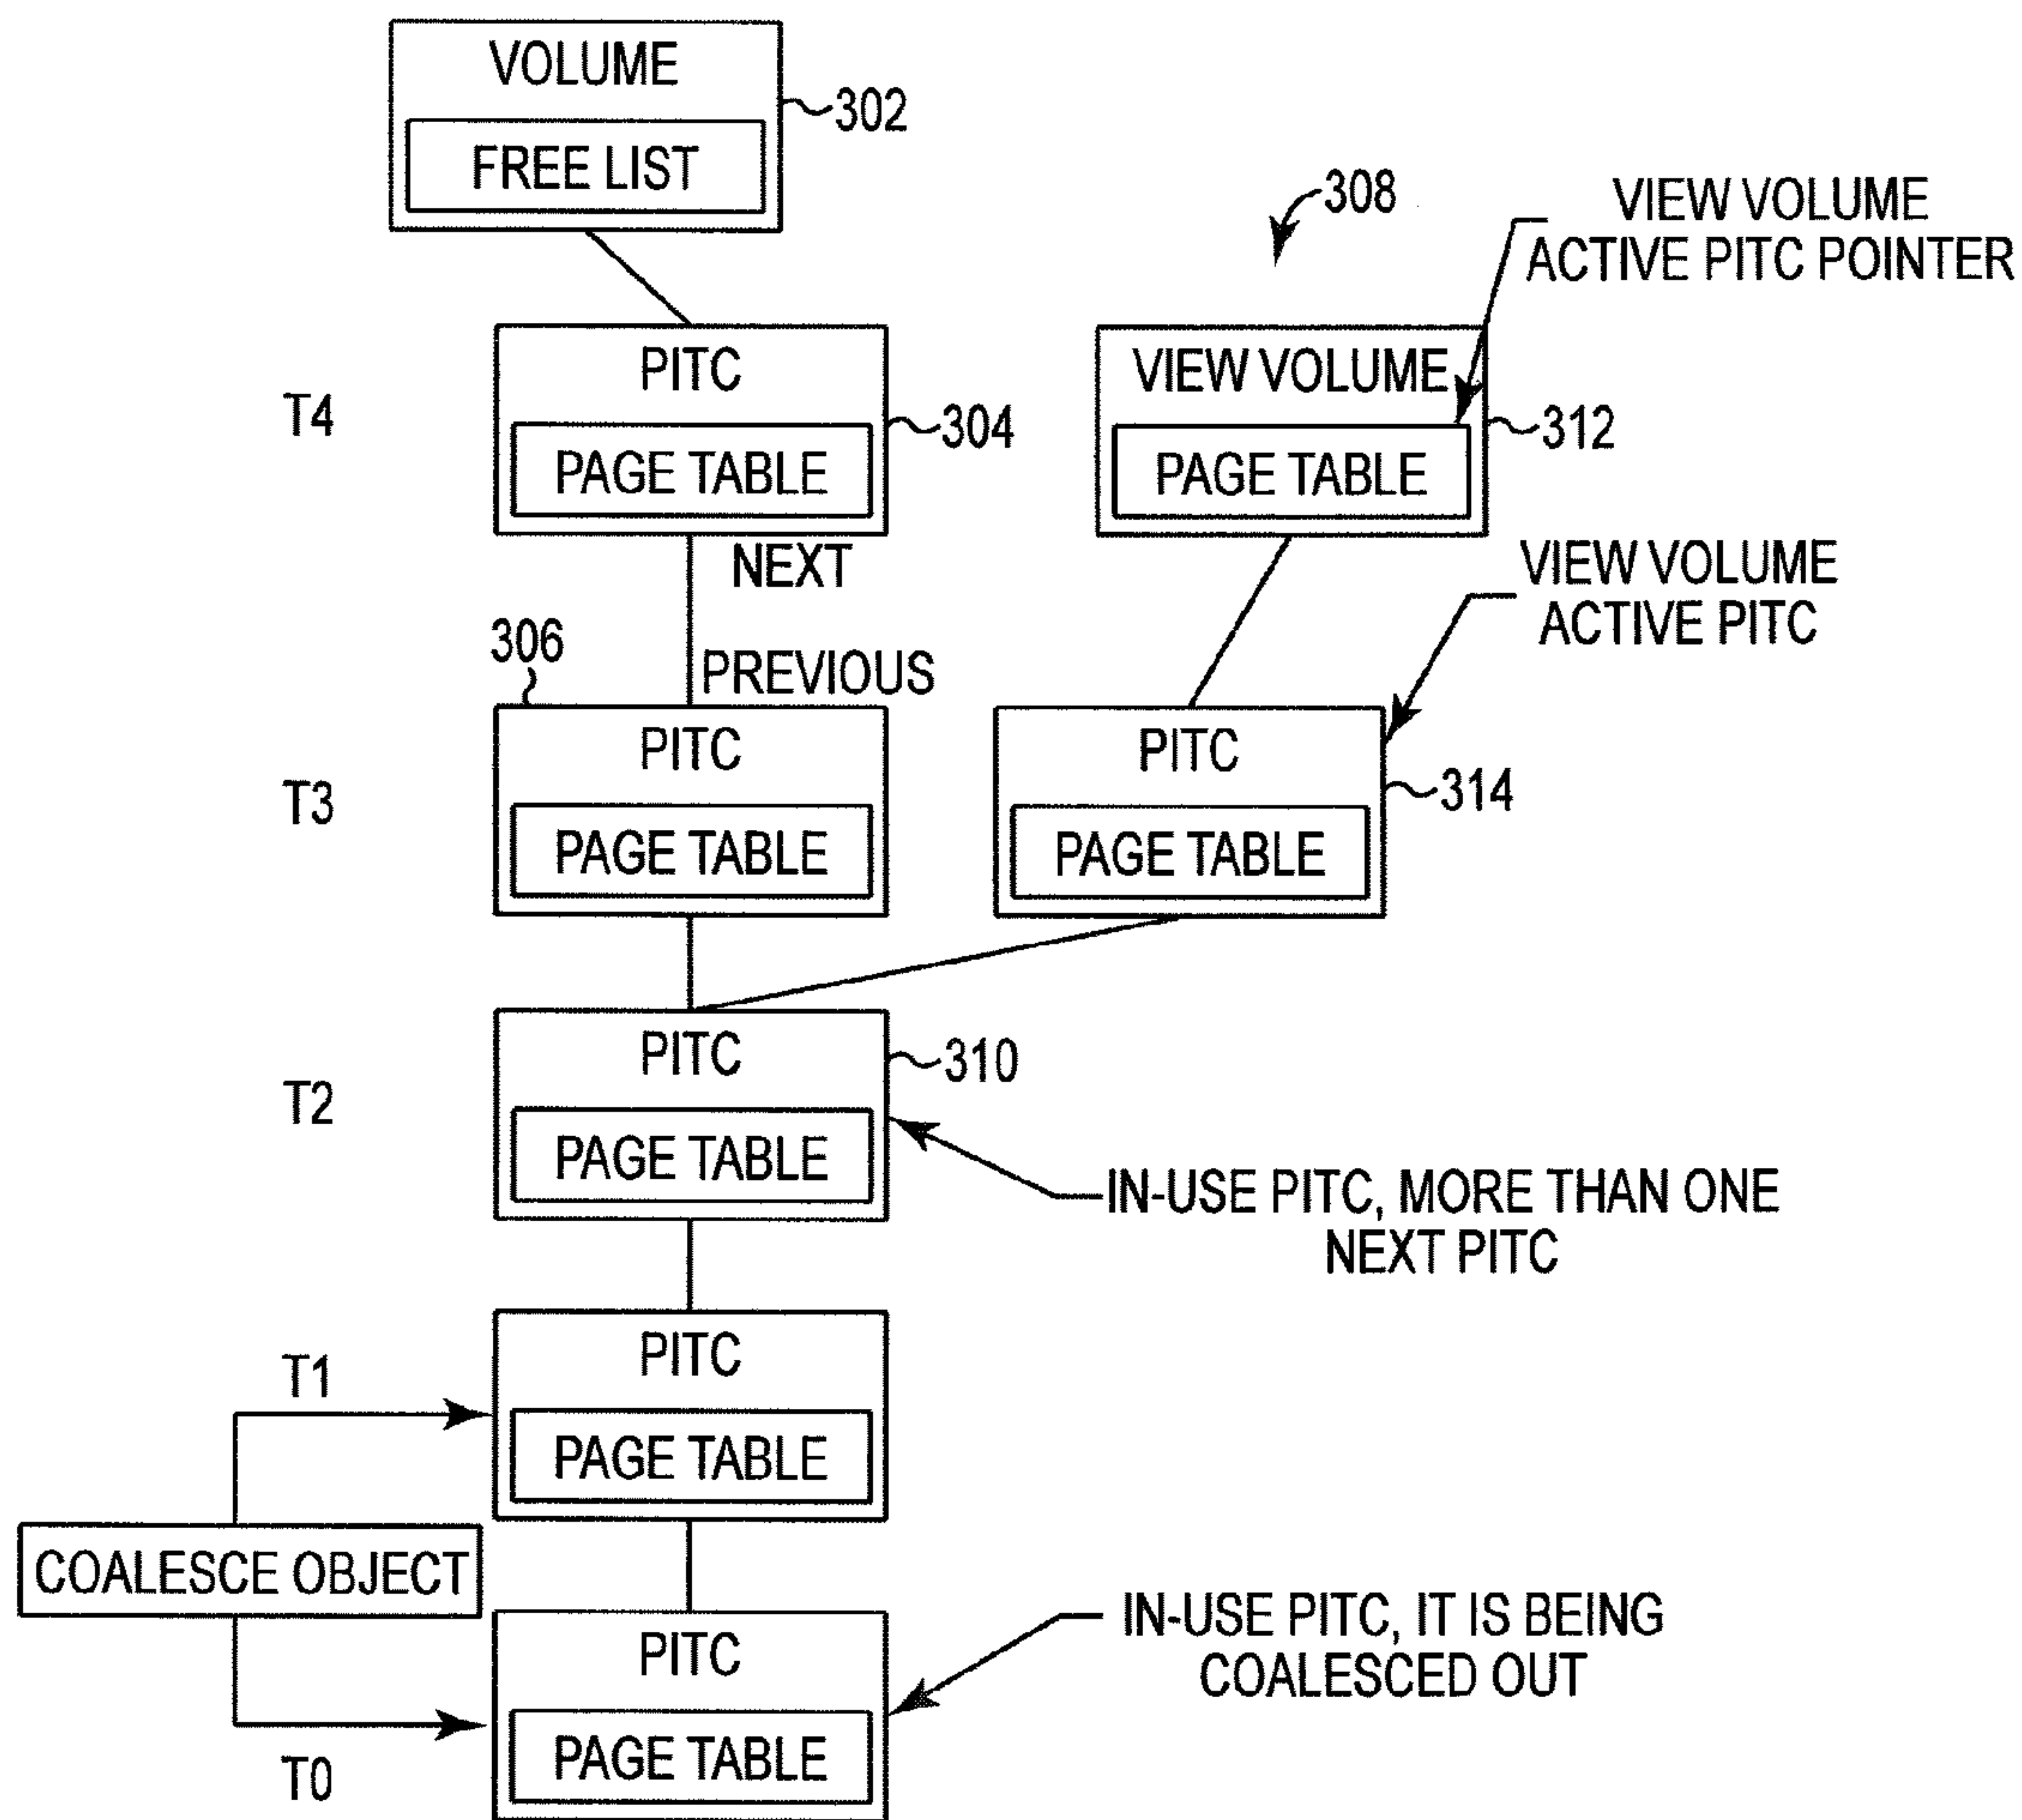 VOLUME
302
FREE LIST
308
VIEW VOLUME
ACTIVE PITC POINTER
T4
PITC
304
PAGE TABLE
VIEW VOLUME
312
PAGE TABLE
NEXT
VIEW VOLUME
ACTIVE PITC
306
PREVIOUS
T3
PITC
PAGE TABLE
PITC
314
PAGE TABLE
T2
PITC
310
PAGE TABLE
IN-USE PITC, MORE THAN ONE
NEXT PITC
T1
PITC
PAGE TABLE
COALESCE OBJECT
IN-USE PITC, IT IS BEING
COALESCED OUT
T0
PITC
PAGE TABLE